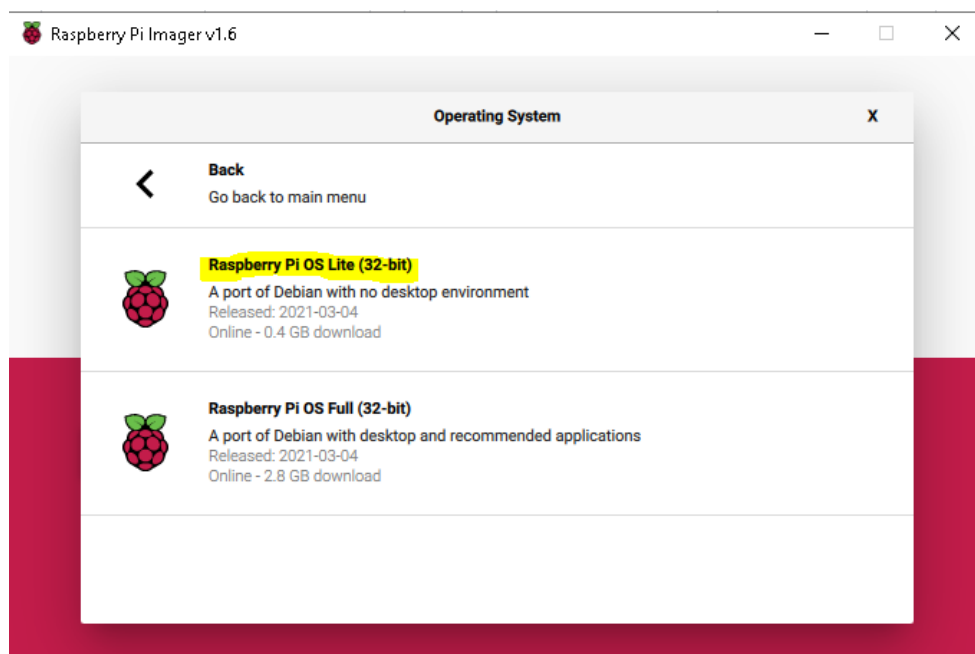 Raspberry Pi Imager v1.6
Operating System
X
Back
Go back to main menu
Raspberry Pi OS Lite (32-bit)
A port of Debian with no desktop environment
Released: 2021-03-04
Online - 0.4 GB download
Raspberry Pi OS Full (32-bit)
A port of Debian with desktop and recommended applications
Released: 2021-03-04
Online - 2.8 GB download